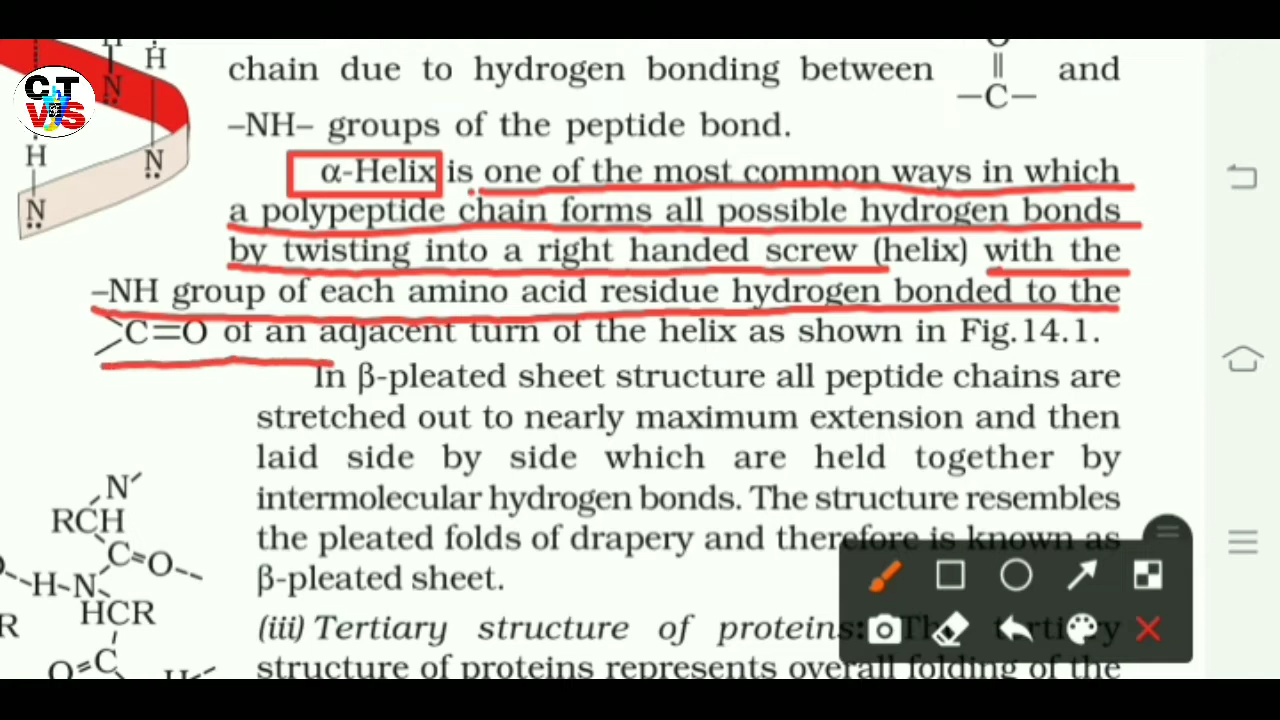 CTVS
H
H
N
O
||
chain due to hydrogen bonding between –C– and
–NH– groups of the peptide bond.
H
N
N
α-Helix is one of the most common ways in which
a polypeptide chain forms all possible hydrogen bonds
by twisting into a right handed screw (helix) with the
–NH group of each amino acid residue hydrogen bonded to the
>C=O of an adjacent turn of the helix as shown in Fig.14.1.
In β-pleated sheet structure all peptide chains are
stretched out to nearly maximum extension and then
laid side by side which are held together by
intermolecular hydrogen bonds. The structure resembles
the pleated folds of drapery and therefore is known as
β-pleated sheet.
N
RCH
C=O
-H-N
HCR
R
O=C
H
(iii) Tertiary structure of proteins: The tertiary
structure of proteins represents overall folding of the